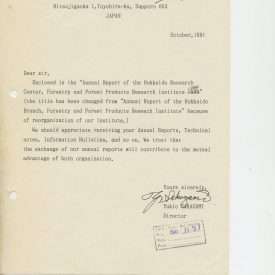 Hitsujigaoka 1, Toyohira-ku, Sapporo 062
JAPAN
October, 1991
Dear sir,
Enclosed is the "Annual Report of the Hokkaido Research
Center, Forestry and Forest Products Research Institute
(the title has been changed from "Annual Report of the Hokkaido
Branch, Forestry and Forest Products Research Institute" because
of reorganization of our institute.)
We should appreciate receiving your Annual Reports, Technical
notes, Information Bulletins, and so on. We trust that
the exchange of our annual reports will contribute to the mutual
advantage of both organization.
Yours sincerely,
Yukio
Director